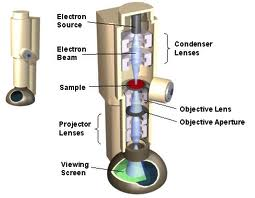 Electron
Source
Electron
Beam
Condenser
Lenses
Sample
Objective Lens
Objective Aperture
Projector
Lenses
Viewing
Screen